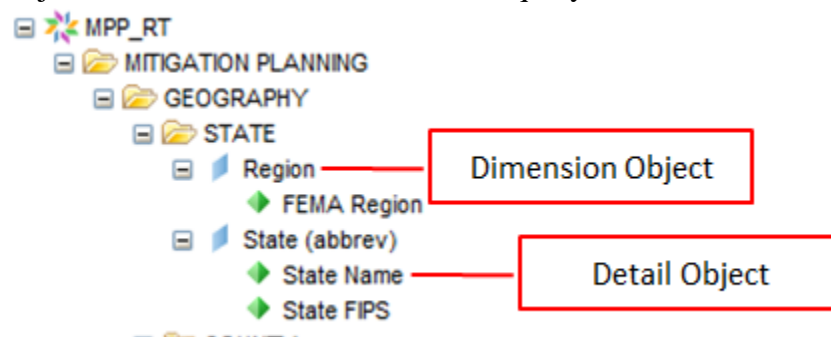 MPP_RT
MITIGATION PLANNING
GEOGRAPHY
STATE
Region
Dimension Object
FEMA Region
State (abbrev)
State Name
Detail Object
State FIPS